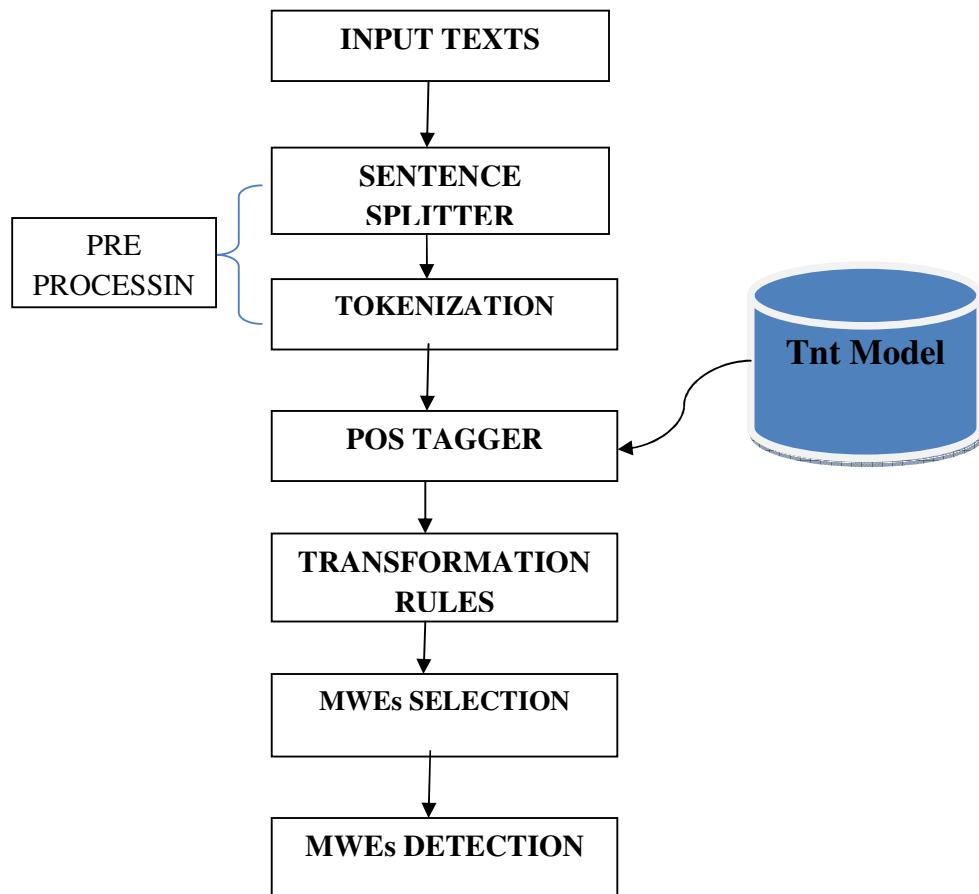 INPUT TEXTS
SENTENCE
SPLITTER
PRE
PROCESSIN
TOKENIZATION
Tnt Model
POS TAGGER
TRANSFORMATION
RULES
MWEs SELECTION
MWEs DETECTION